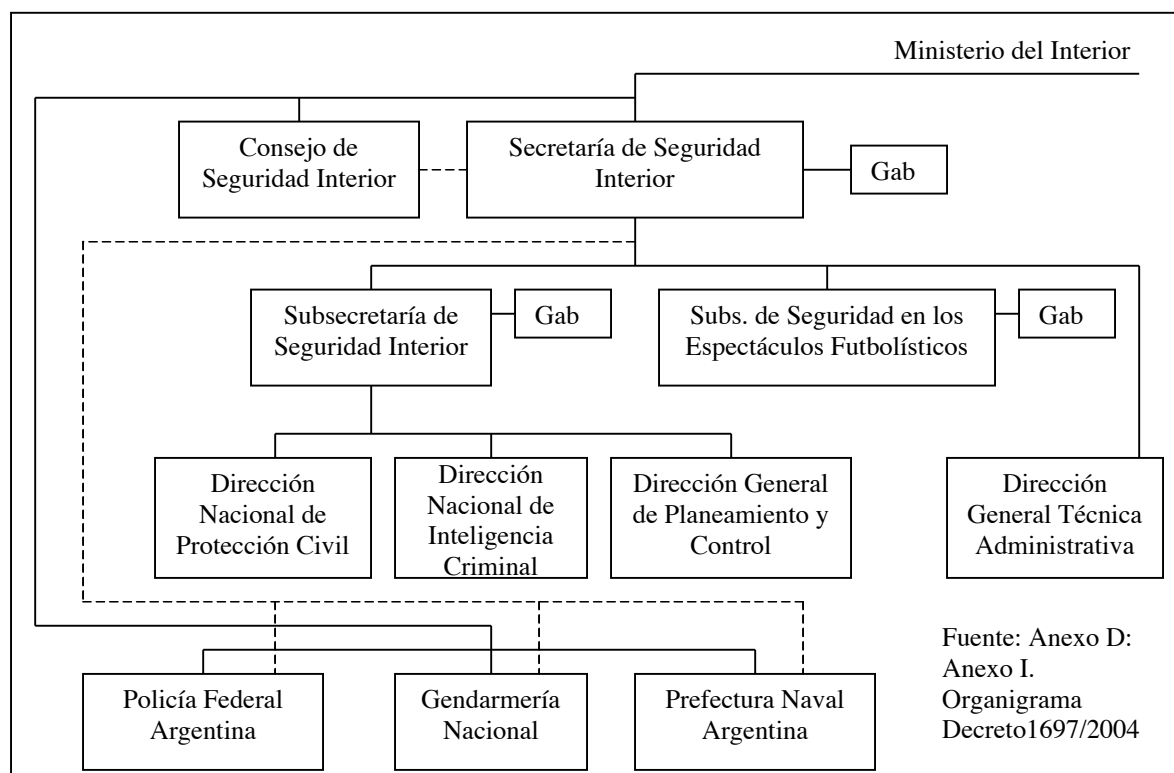 Ministerio del Interior
Consejo de
Seguridad Interior
Secretaría de Seguridad
Interior
Gab
Subsecretaría de
Seguridad Interior
Gab
Subs. de Seguridad en los
Espectáculos Futbolísticos
Gab
Dirección
Nacional de
Protección Civil
Dirección
Nacional de
Inteligencia
Criminal
Dirección General
de Planeamiento y
Control
Dirección
General Técnica
Administrativa
Policía Federal
Argentina
Gendarmería
Nacional
Prefectura Naval
Argentina
Fuente: Anexo D:
Anexo I.
Organigrama
Decreto1697/2004